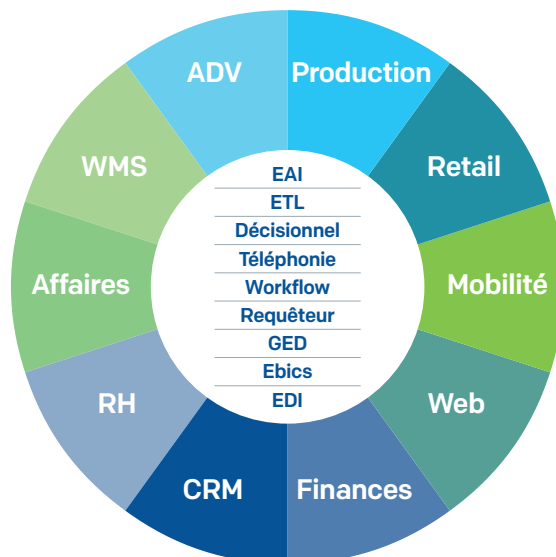 ADV
Production
WMS
Retail
Affaires
Mobilité
RH
Web
CRM
Finances
EAI
ETL
Décisionnel
Téléphonie
Workflow
Requêteur
GED
Ebics
EDI